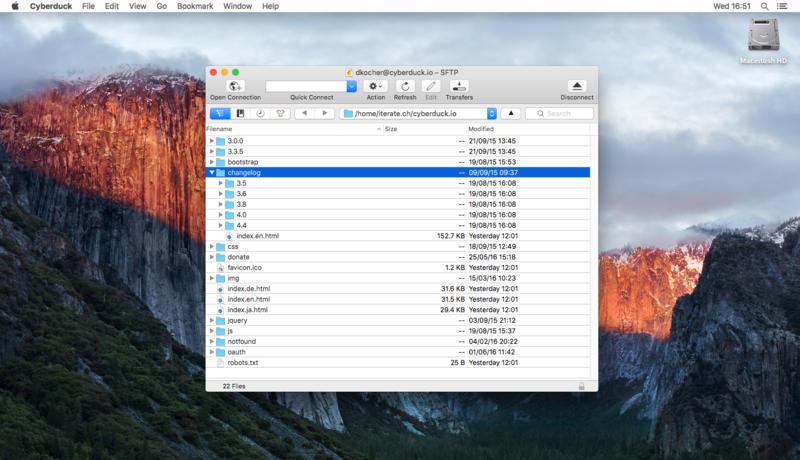 Cyberduck File Edit View Go Bookmark Window Help Wed 16:51
Macintosh HD
dkocher@cyberduck.io – SFTP
Open Connection Quick Connect Action Refresh Edit Transfers Disconnect
/home/iterate.ch/cyberduck.io Search
Filename Size Modified
3.0.0 -- 21/09/15 13:45
3.3.5 -- 21/09/15 13:45
bootstrap -- 19/08/15 15:53
changelog -- 09/09/15 09:37
3.5 -- 19/08/15 16:08
3.6 -- 19/08/15 16:08
3.8 -- 19/08/15 16:08
4.0 -- 19/08/15 16:08
4.4 -- 19/08/15 16:08
index.en.html 152.7 KB Yesterday 12:01
css -- 18/09/15 12:49
donate -- 25/05/16 15:18
favicon.ico 1.2 KB Yesterday 12:01
img -- 15/03/16 10:23
index.de.html 31.6 KB Yesterday 12:01
index.en.html 31.5 KB Yesterday 12:01
index.ja.html 29.4 KB Yesterday 12:01
jquery -- 03/09/15 21:12
js -- 19/08/15 15:37
notfound -- 04/02/16 20:22
oauth -- 01/06/16 11:42
robots.txt 25 B Yesterday 12:01
22 Files